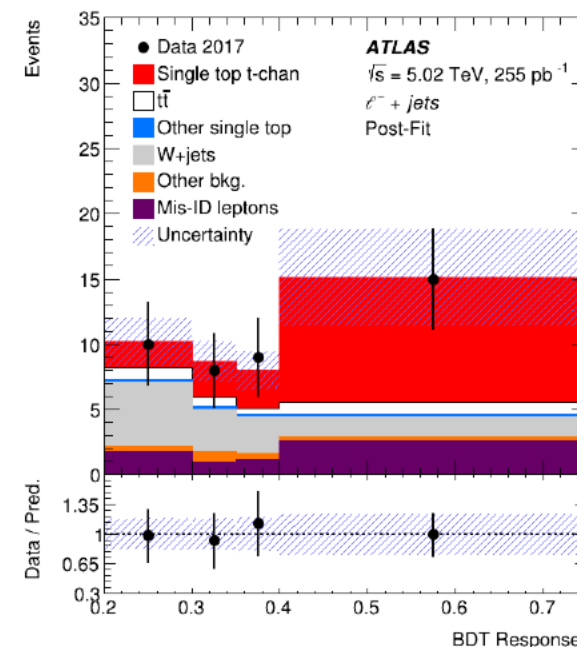 Events
35
30
25
20
15
10
5
0
Data 2017
Single top t-chan
tt̄
Other single top
W+jets
Other bkg.
Mis-ID leptons
Uncertainty
ATLAS
√s = 5.02 TeV, 255 pb⁻¹
ℓ⁻ + jets
Post-Fit
Data / Pred.
1.35
1
0.65
0.3
0.2 0.3 0.4 0.5 0.6 0.7
BDT Response